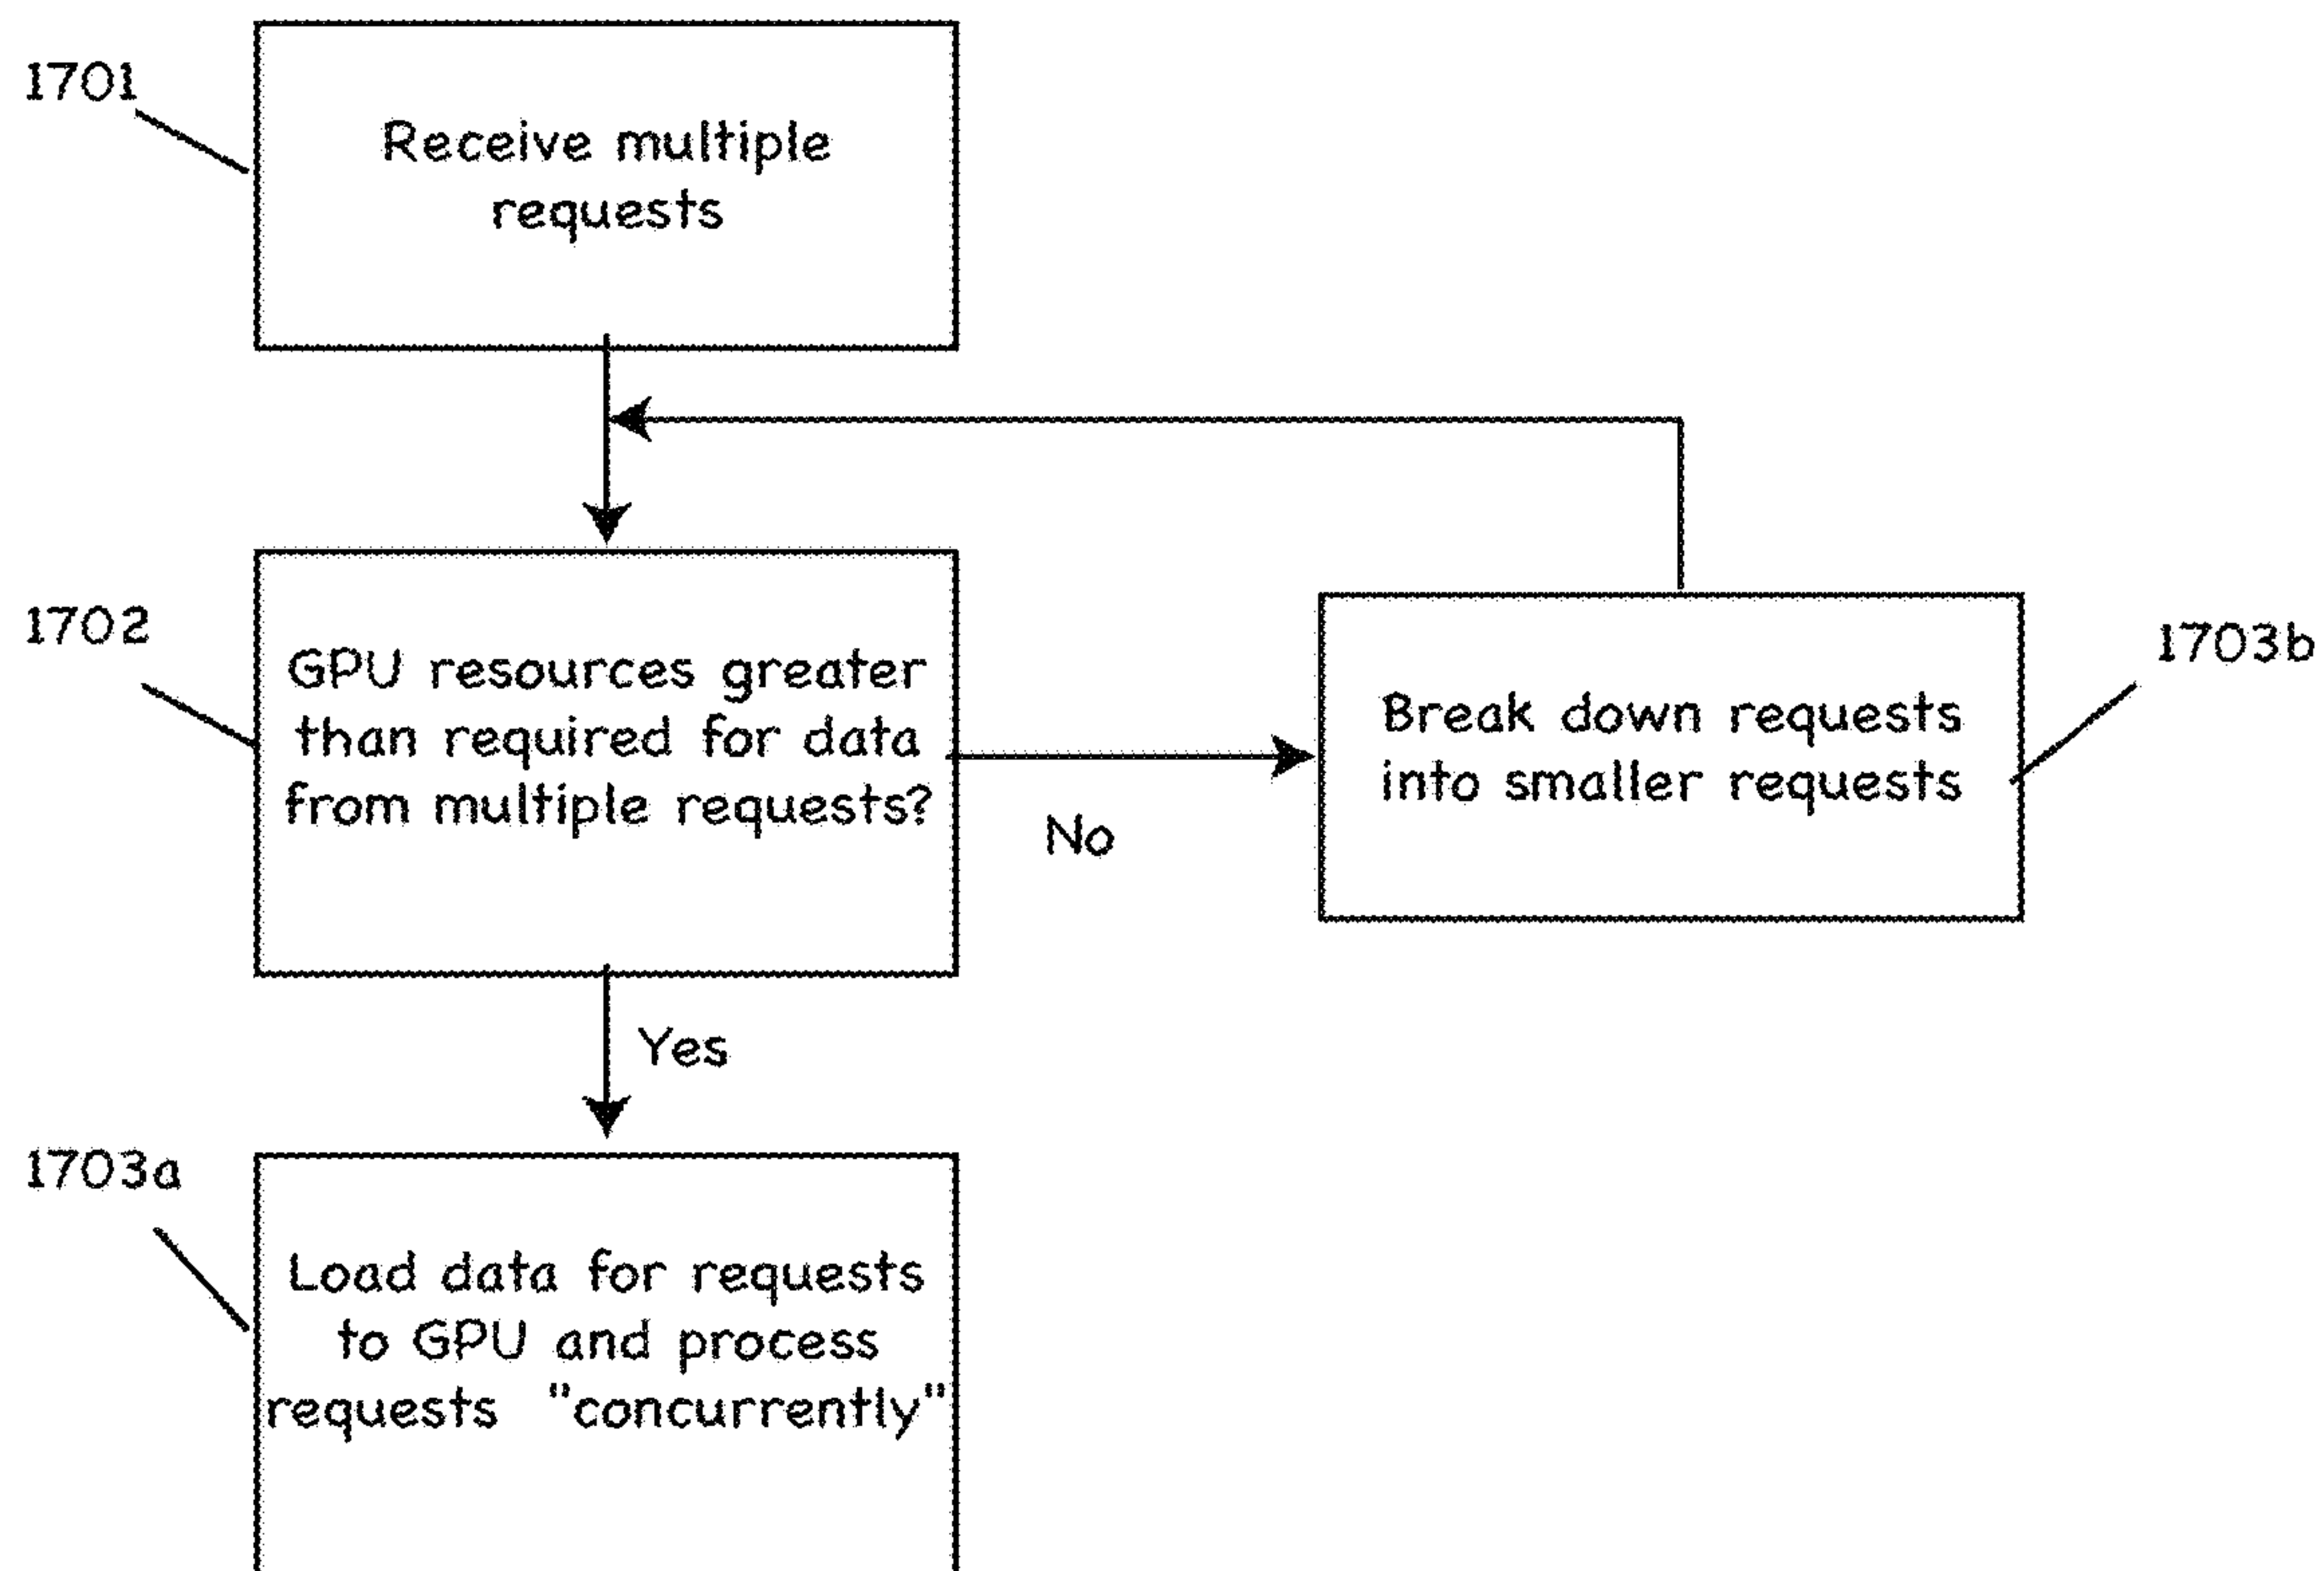 1701
Receive multiple
requests
1702
GPU resources greater
than required for data
from multiple requests?
No
1703b
Break down requests
into smaller requests
Yes
1703a
Load data for requests
to GPU and process
requests "concurrently"